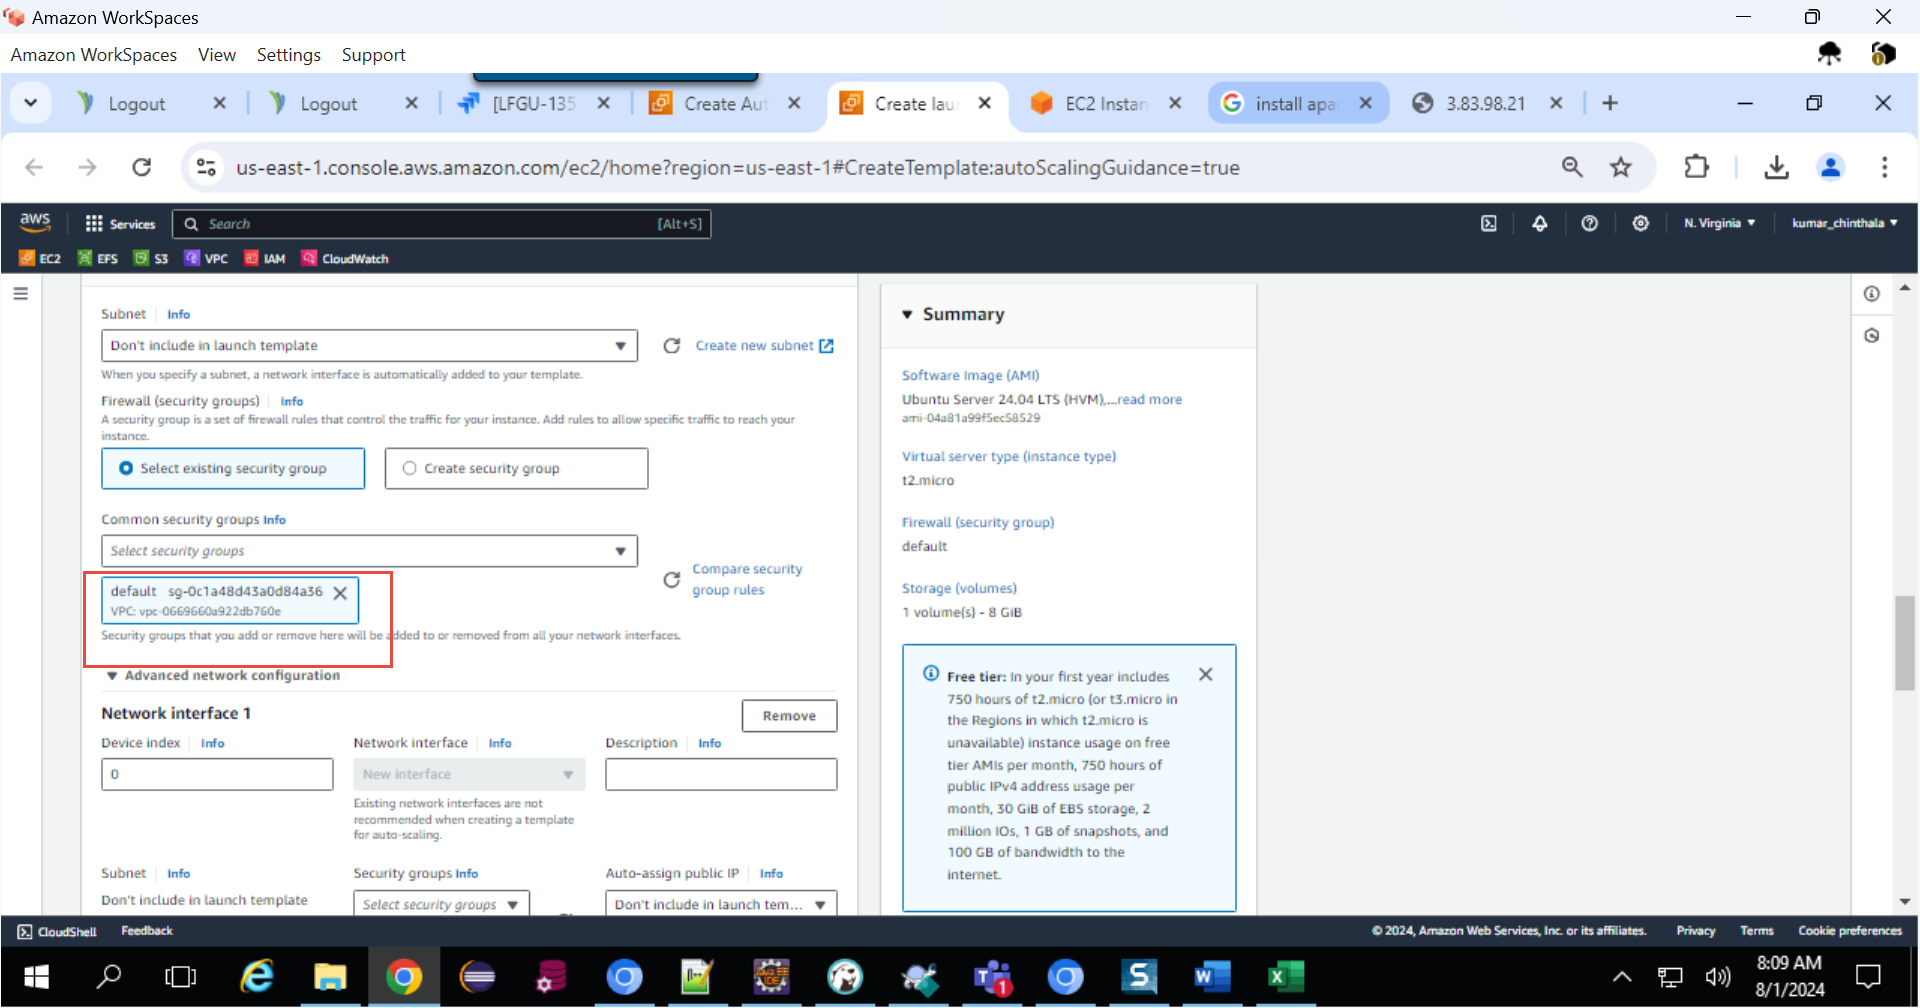 Amazon WorkSpaces
Amazon WorkSpaces View Settings Support
Logout
Logout
[LFGU-135
Create Aut
Create lau
EC2 Instan
install apac
3.83.98.21
us-east-1.console.aws.amazon.com/ec2/home?region=us-east-1#CreateTemplate:autoScalingGuidance=true
aws Services Search [Alt+S] N. Virginia kumar_chinthala
EC2 EFS S3 VPC IAM CloudWatch
Subnet Info
Don't include in launch template
Create new subnet
When you specify a subnet, a network interface is automatically added to your template.
Firewall (security groups) Info
A security group is a set of firewall rules that control the traffic for your instance. Add rules to allow specific traffic to reach your
instance.
Select existing security group
Create security group
Common security groups Info
Select security groups
Compare security
group rules
default sg-0c1a48d43a0d84a36
VPC: vpc-0669660a922db760e
Security groups that you add or remove here will be added to or removed from all your network interfaces.
Advanced network configuration
Network interface 1
Remove
Device index Info
0
Network interface Info
New interface
Existing network interfaces are not
recommended when creating a template
for auto-scaling.
Description Info
Subnet Info
Don't include in launch template
Security groups Info
Select security groups
Auto-assign public IP Info
Don't include in launch tem...
Summary
Software Image (AMI)
Ubuntu Server 24.04 LTS (HVM),...read more
ami-04a81a99f5ec58529
Virtual server type (instance type)
t2.micro
Firewall (security group)
default
Storage (volumes)
1 volume(s) - 8 GiB
Free tier: In your first year includes
750 hours of t2.micro (or t3.micro in
the Regions in which t2.micro is
unavailable) instance usage on free
tier AMIs per month, 750 hours of
public IPv4 address usage per
month, 30 GiB of EBS storage, 2
million IOs, 1 GB of snapshots, and
100 GB of bandwidth to the
internet.
CloudShell Feedback © 2024, Amazon Web Services, Inc. or its affiliates. Privacy Terms Cookie preferences
1
8:09 AM
8/1/2024